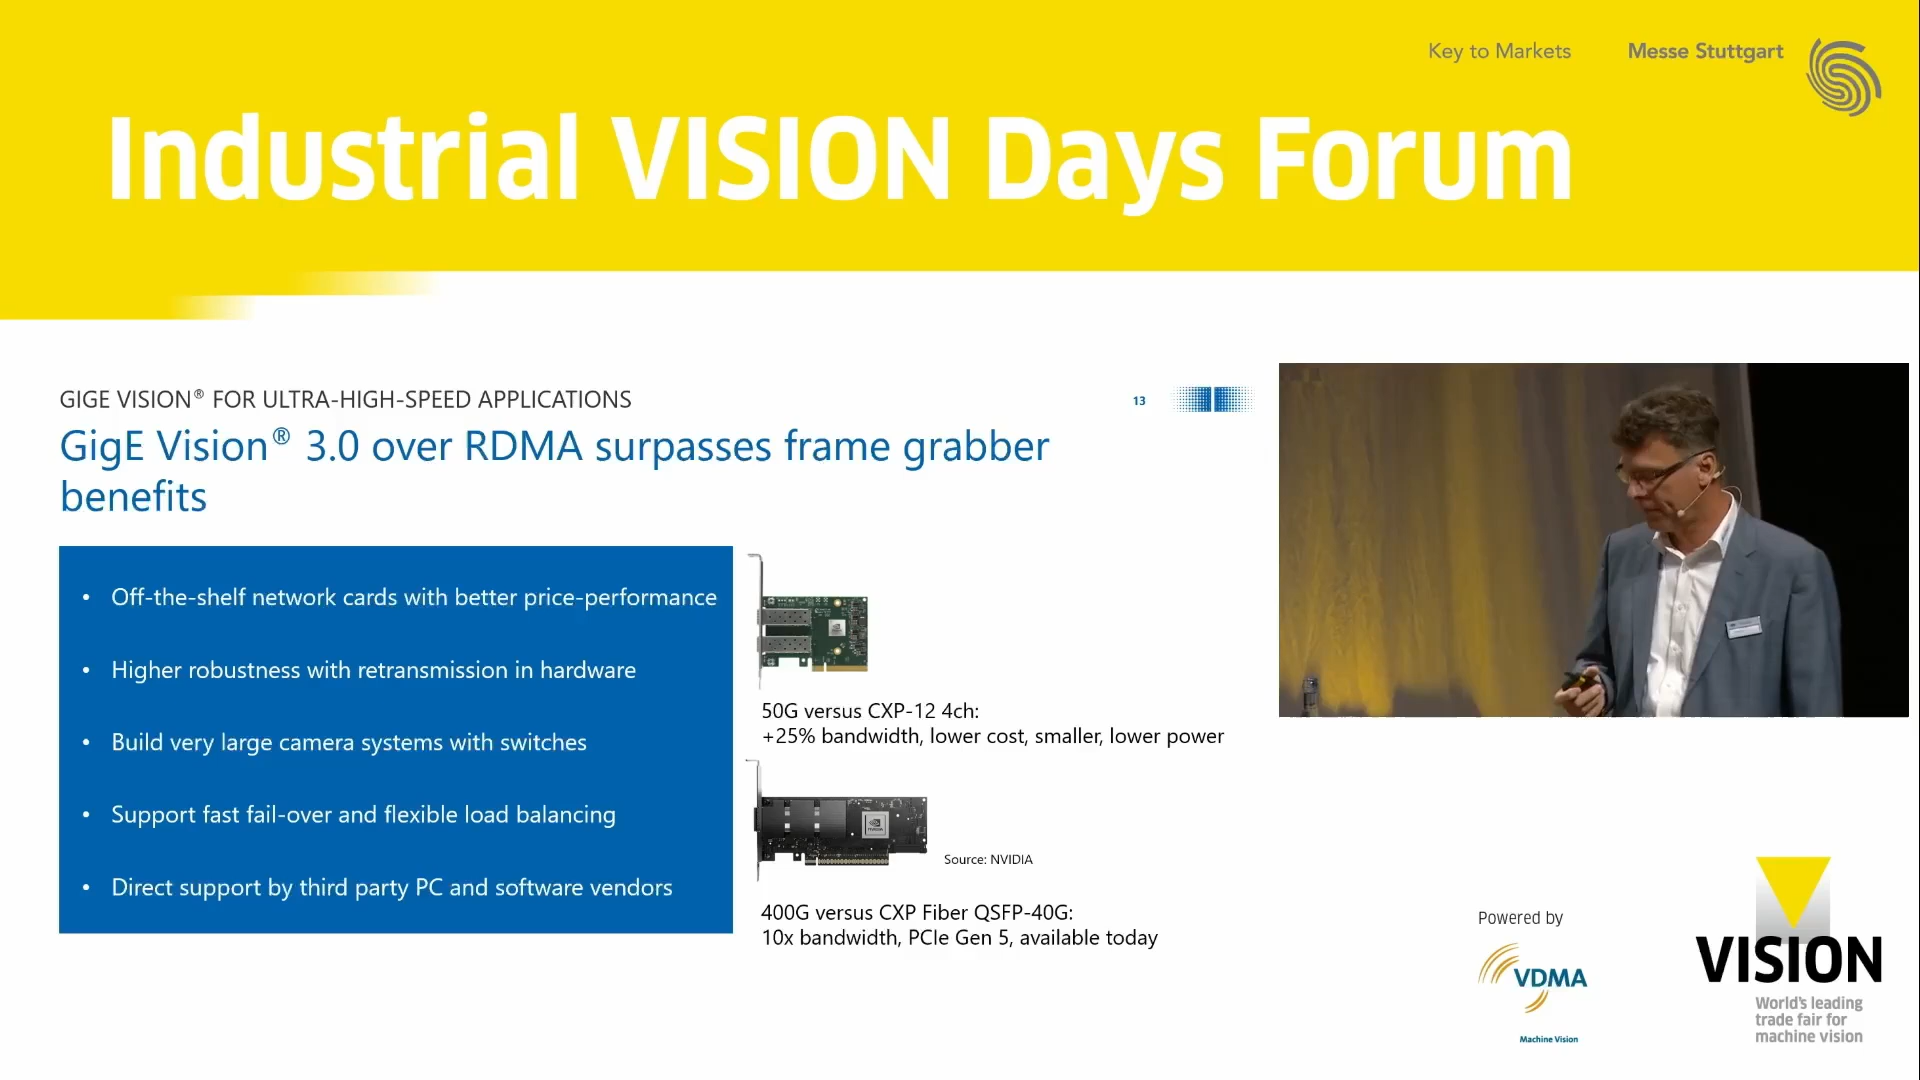 Key to Markets Messe Stuttgart
Industrial VISION Days Forum
GIGE VISION® FOR ULTRA-HIGH-SPEED APPLICATIONS
13
GigE Vision® 3.0 over RDMA surpasses frame grabber
benefits
• Off-the-shelf network cards with better price-performance
• Higher robustness with retransmission in hardware
• Build very large camera systems with switches
• Support fast fail-over and flexible load balancing
• Direct support by third party PC and software vendors
50G versus CXP-12 4ch:
+25% bandwidth, lower cost, smaller, lower power
Source: NVIDIA
400G versus CXP Fiber QSFP-40G:
10x bandwidth, PCIe Gen 5, available today
Powered by
VDMA
Machine Vision
VISION
World's leading
trade fair for
machine vision